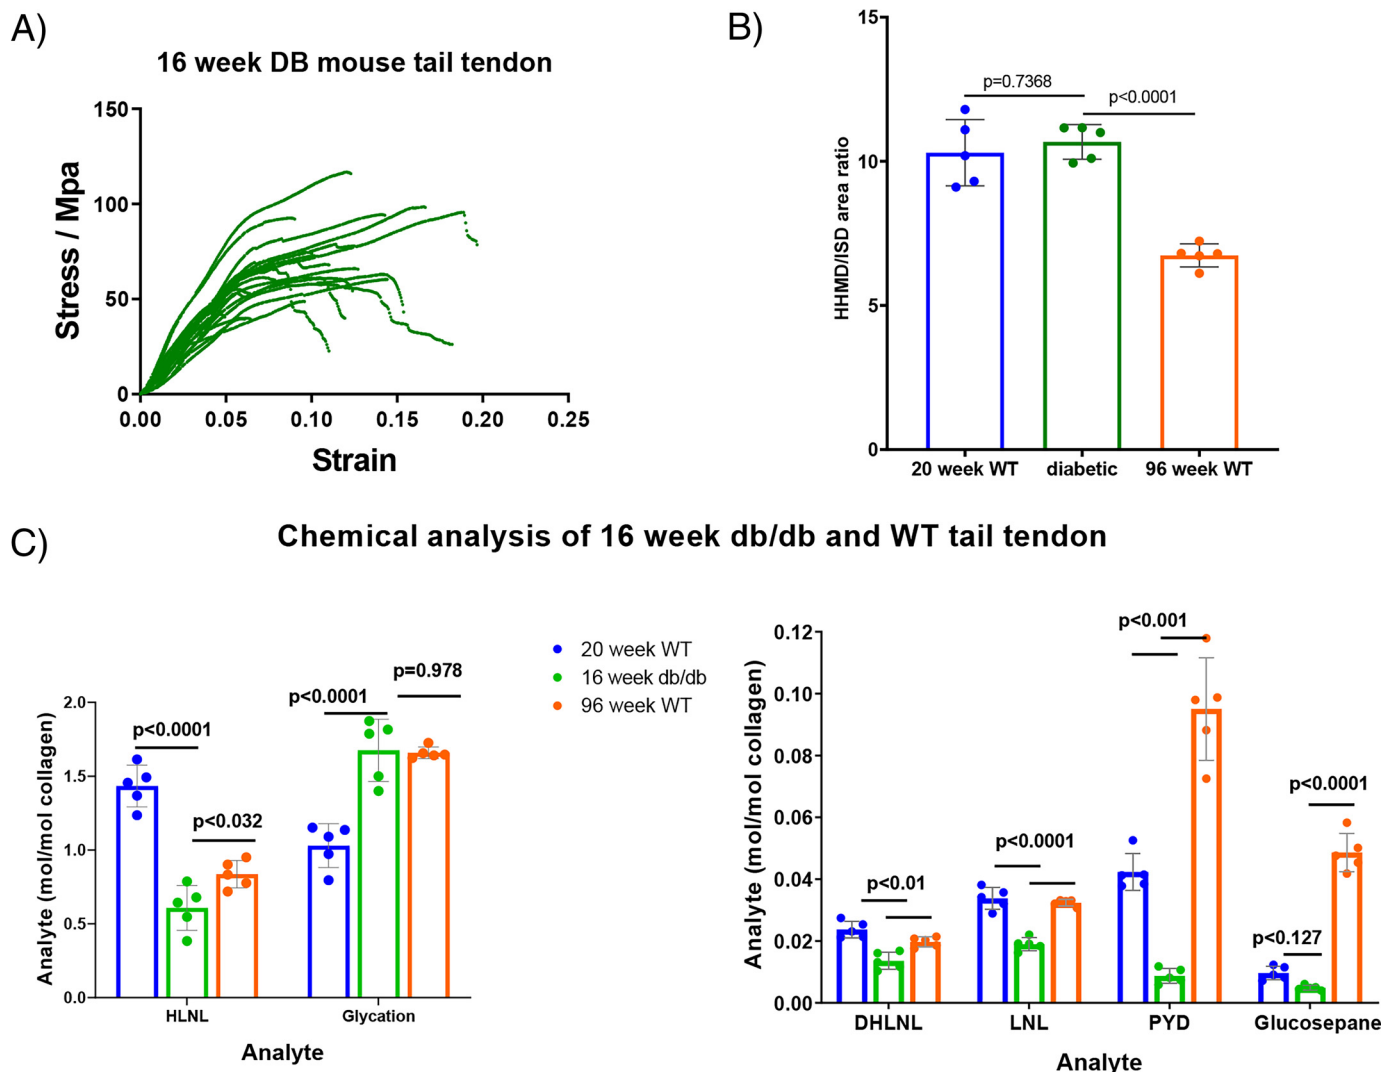 A)
16 week DB mouse tail tendon
150
100
50
0
Stress / Mpa
0.00 0.05 0.10 0.15 0.20 0.25
Strain
B)
15
10
5
0
HHMD/ISD area ratio
p=0.7368
p<0.0001
20 week WT diabetic 96 week WT
C)
Chemical analysis of 16 week db/db and WT tail tendon
20 week WT
16 week db/db
96 week WT
2.0
1.5
1.0
0.5
0.0
Analyte (mol/mol collagen)
p<0.0001
p<0.032
p<0.0001
p=0.978
HLNL Glycation
Analyte
0.12
0.10
0.08
0.06
0.04
0.02
0.00
Analyte (mol/mol collagen)
p<0.01
p<0.0001
p<0.001
p<0.127
p<0.0001
DHLNL LNL PYD Glucosepane
Analyte